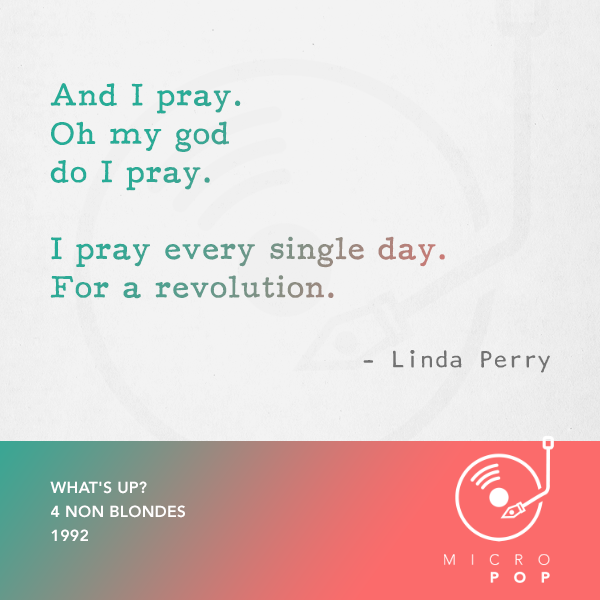 And I pray.
Oh my god
do I pray.
I pray every single day.
For a revolution.
– Linda Perry
WHAT'S UP?
4 NON BLONDES
1992
MICRO
POP